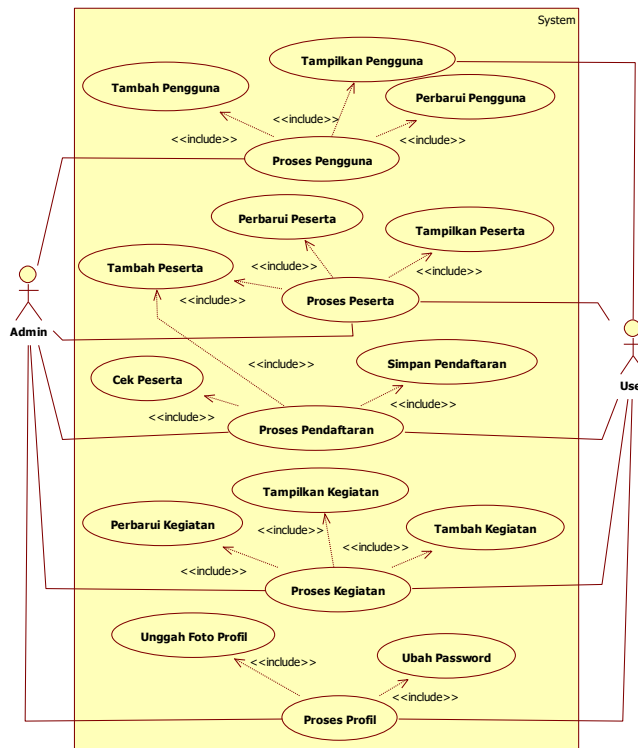 System
Tampilkan Pengguna
Tambah Pengguna
Perbarui Pengguna
<<include>>
<<include>>
<<include>>
Proses Pengguna
Perbarui Peserta
Tampilkan Peserta
Tambah Peserta
<<include>>
<<include>>
<<include>>
Proses Peserta
Admin
<<include>>
Simpan Pendaftaran
Cek Peserta
Use
<<include>>
<<include>>
Proses Pendaftaran
Tampilkan Kegiatan
Perbarui Kegiatan
Tambah Kegiatan
<<include>>
<<include>>
<<include>>
Proses Kegiatan
Unggah Foto Profil
Ubah Password
<<include>>
<<include>>
Proses Profil